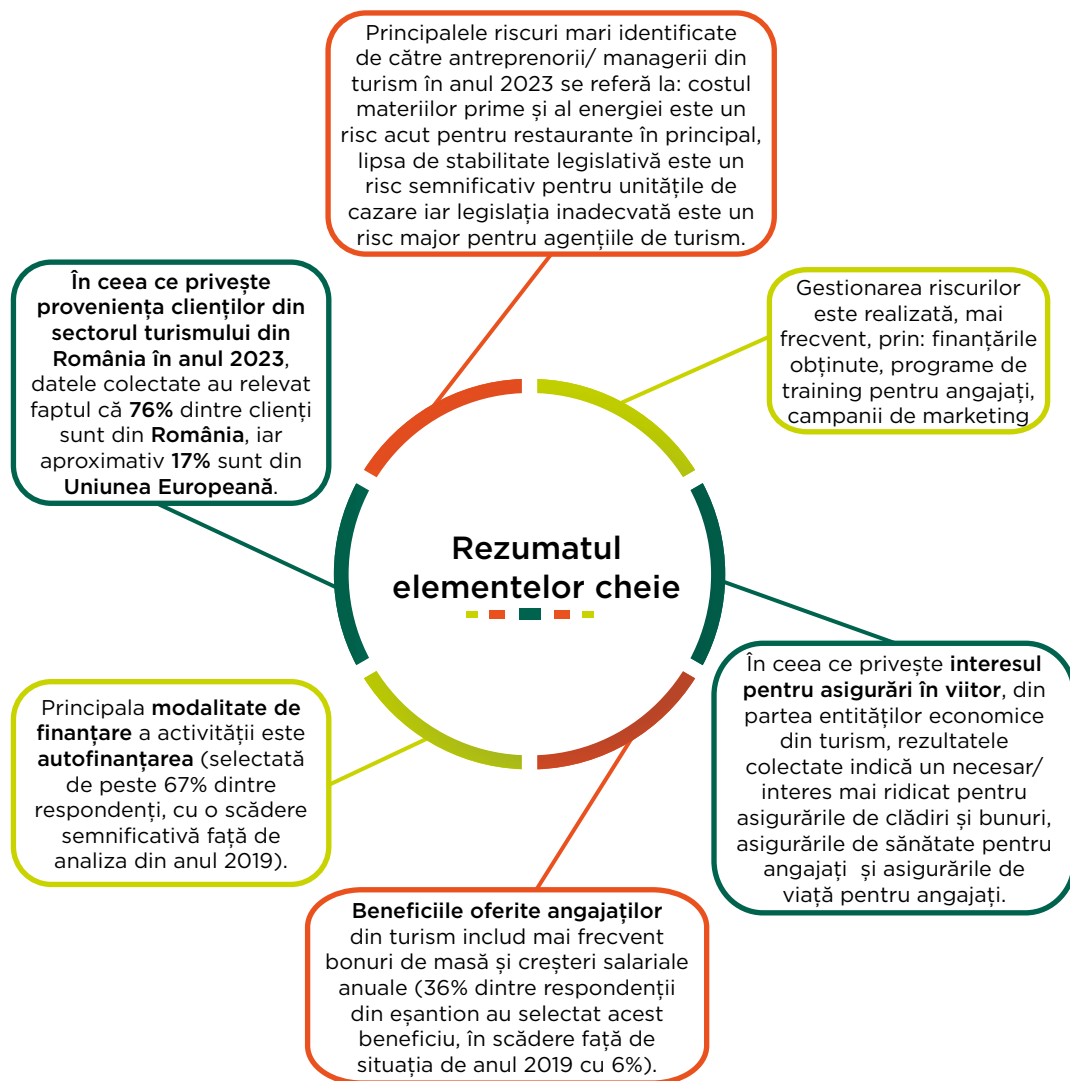 Principalele riscuri mari identificate
de către antreprenorii/ managerii din
turism în anul 2023 se referă la: costul
materiilor prime și al energiei este un
risc acut pentru restaurante în principal,
lipsa de stabilitate legislativă este un
risc semnificativ pentru unitățile de
cazare iar legislația inadecvată este un
risc major pentru agențiile de turism.
În ceea ce privește
proveniența clienților din
sectorul turismului din
România în anul 2023,
datele colectate au relevat
faptul că 76% dintre clienți
sunt din România, iar
aproximativ 17% sunt din
Uniunea Europeană.
Gestionarea riscurilor
este realizată, mai
frecvent, prin: finanțările
obținute, programe de
training pentru angajați,
campanii de marketing
Rezumatul
elementelor cheie
Principala modalitate de
finanțare a activității este
autofinanțarea (selectată
de peste 67% dintre
respondenți, cu o scădere
semnificativă față de
analiza din anul 2019).
În ceea ce privește interesul
pentru asigurări în viitor, din
partea entităților economice
din turism, rezultatele
colectate indică un necesar/
interes mai ridicat pentru
asigurările de clădiri și bunuri,
asigurările de sănătate pentru
angajați și asigurările de
viață pentru angajați.
Beneficiile oferite angajaților
din turism includ mai frecvent
bonuri de masă și creșteri salariale
anuale (36% dintre respondenții
din eșantion au selectat acest
beneficiu, în scădere față de
situația de anul 2019 cu 6%).